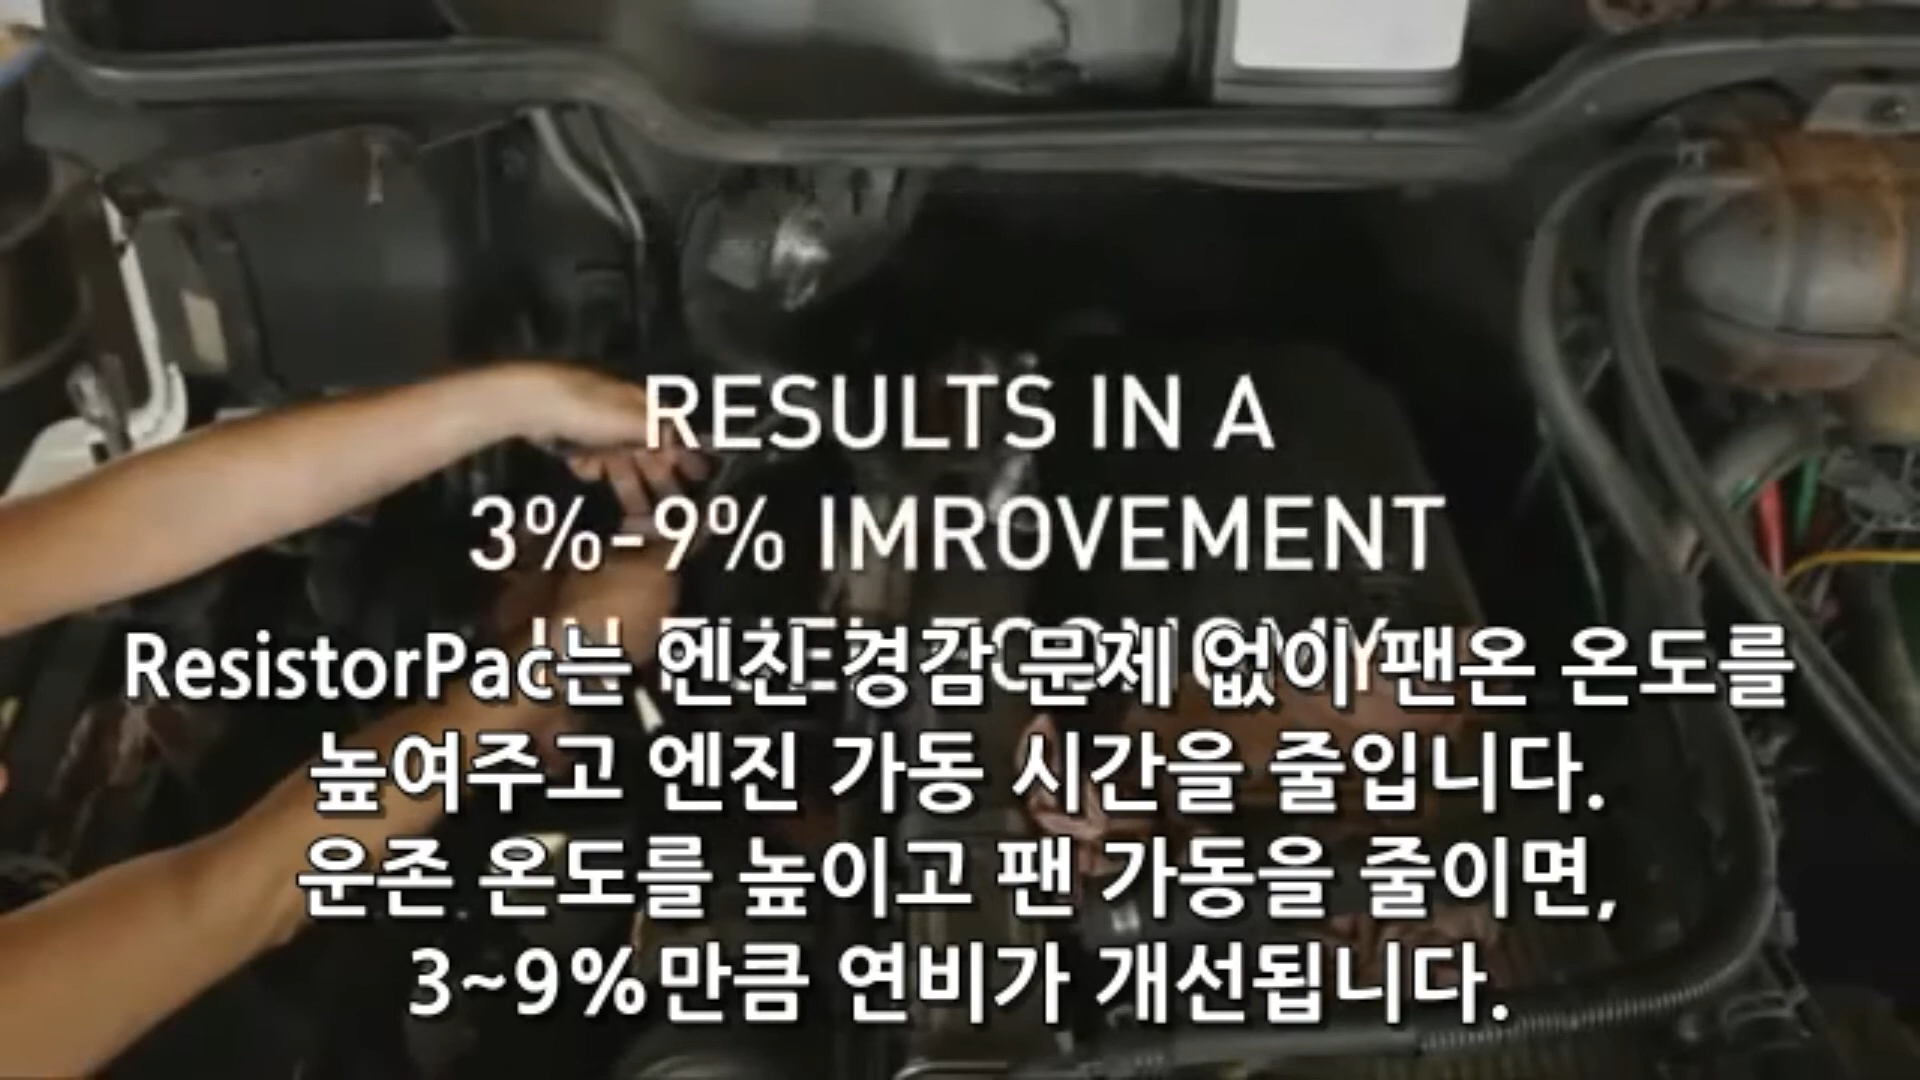 RESULTS IN A
3%-9% IMROVEMENT
IN FUEL ECONOMY
ResistorPac는 엔진 경감 문제 없이 팬온 온도를
높여주고 엔진 가동 시간을 줄입니다.
운존 온도를 높이고 팬 가동을 줄이면,
3~9%만큼 연비가 개선됩니다.